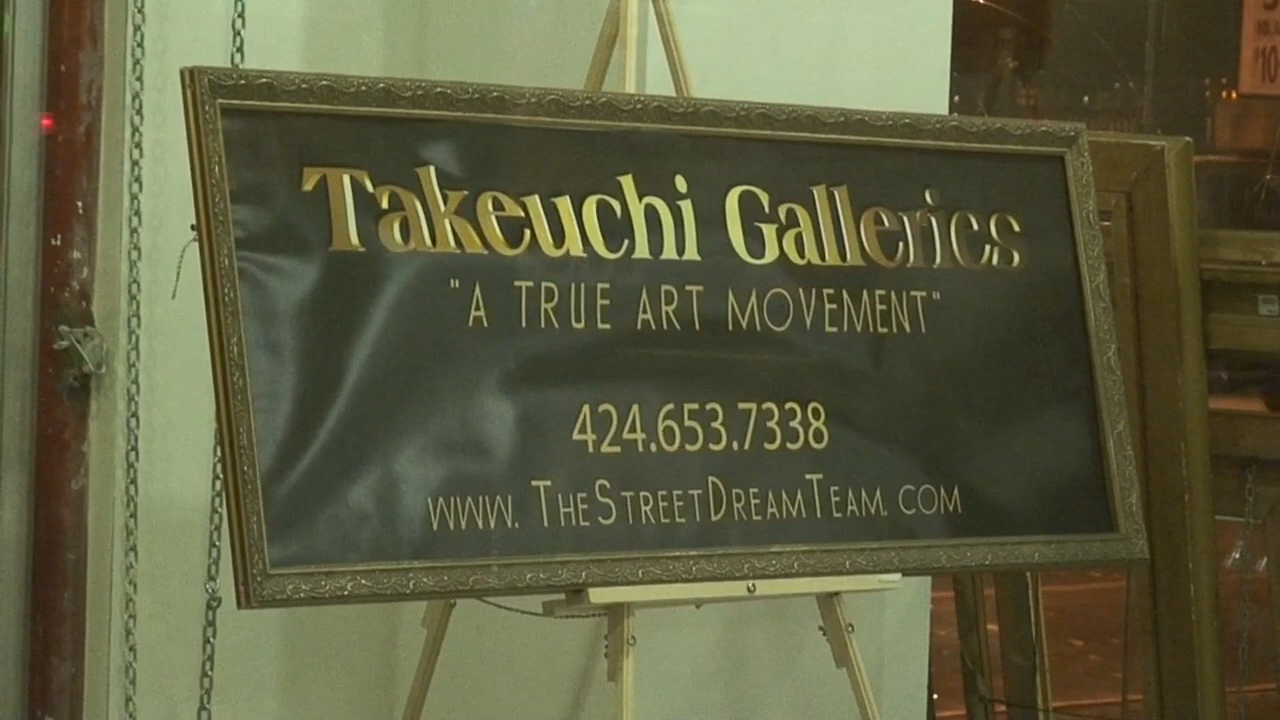 Takeuchi Galleries
"A TRUE ART MOVEMENT"
424.653.7338
WWW. THESTREETDREAMTEAM. COM